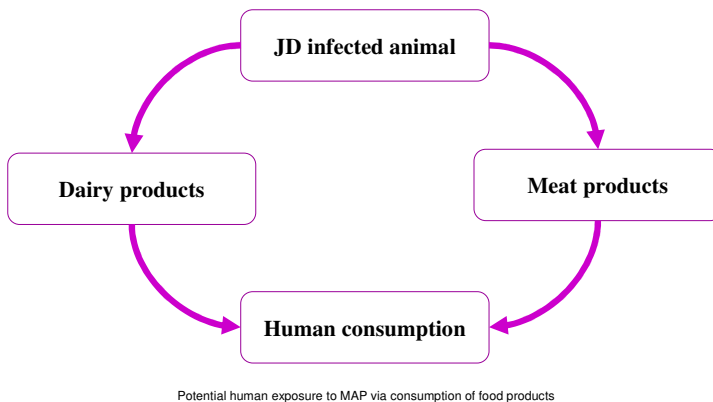 JD infected animal
Dairy products
Meat products
Human consumption
Potential human exposure to MAP via consumption of food products